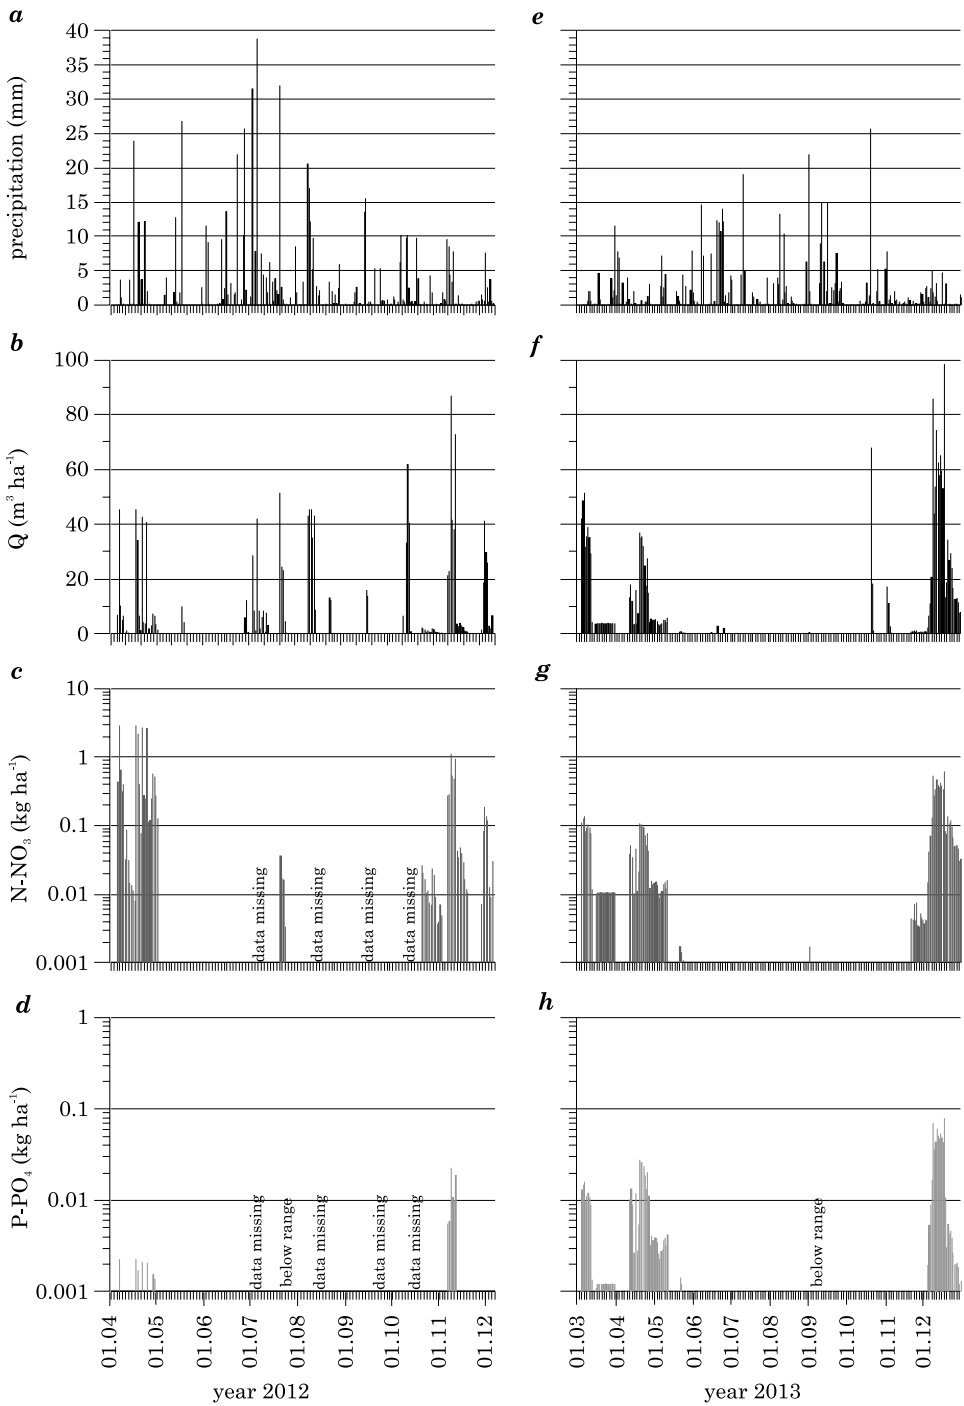 a
e
precipitation (mm)
40
35
30
25
20
15
10
5
0
b
f
Q (m³ ha⁻¹)
100
80
60
40
20
0
c
g
N-NO₃ (kg ha⁻¹)
10
1
0.1
0.01
0.001
data missing
data missing
data missing
data missing
d
h
P-PO₄ (kg ha⁻¹)
1
0.1
0.01
0.001
data missing
below range
data missing
data missing
data missing
below range
01.04
01.05
01.06
01.07
01.08
01.09
01.10
01.11
01.12
01.03
01.04
01.05
01.06
01.07
01.08
01.09
01.10
01.11
01.12
year 2012
year 2013